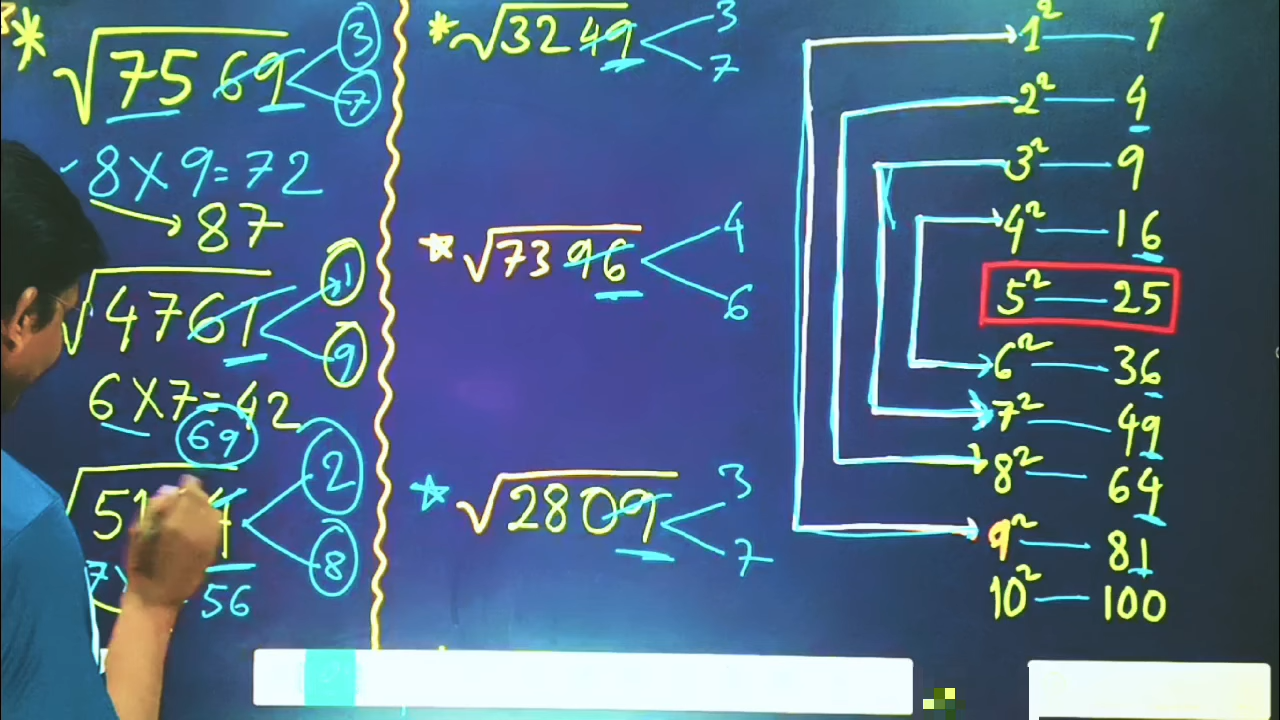 * √7569 3
7
8×9=72
87
√4761 1
9
6×7=42
69
2
8
56
* √3249 3
7
* √7396 4
6
* √2809 3
7
1² — 1
2² — 4
3² — 9
4² — 16
5² — 25
6² — 36
7² — 49
8² — 64
9² — 81
10² — 100